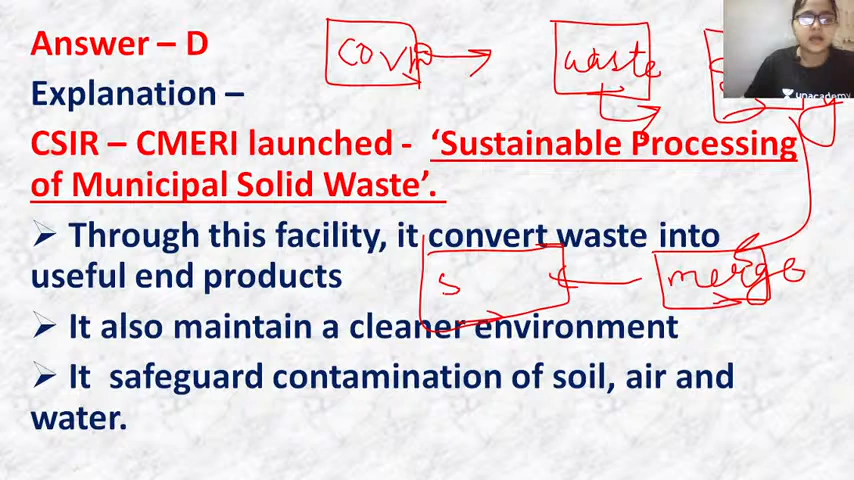 Answer – D
Explanation –
CSIR – CMERI launched - ‘Sustainable Processing
of Municipal Solid Waste’.
➢ Through this facility, it convert waste into
useful end products
➢ It also maintain a cleaner environment
➢ It safeguard contamination of soil, air and
water.
waste
merge
s
unacademy